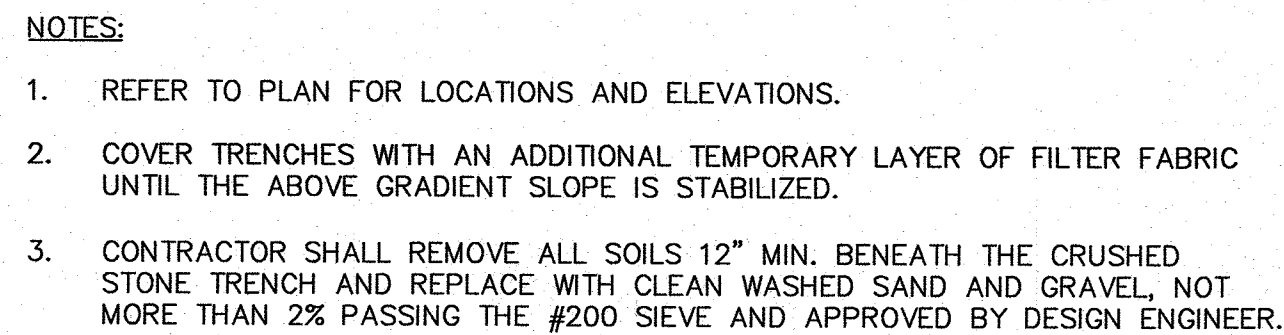 NOTES:
1. REFER TO PLAN FOR LOCATIONS AND ELEVATIONS.
2. COVER TRENCHES WITH AN ADDITIONAL TEMPORARY LAYER OF FILTER FABRIC
UNTIL THE ABOVE GRADIENT SLOPE IS STABILIZED.
3. CONTRACTOR SHALL REMOVE ALL SOILS 12" MIN. BENEATH THE CRUSHED
STONE TRENCH AND REPLACE WITH CLEAN WASHED SAND AND GRAVEL, NOT
MORE THAN 2% PASSING THE #200 SIEVE AND APPROVED BY DESIGN ENGINEER.